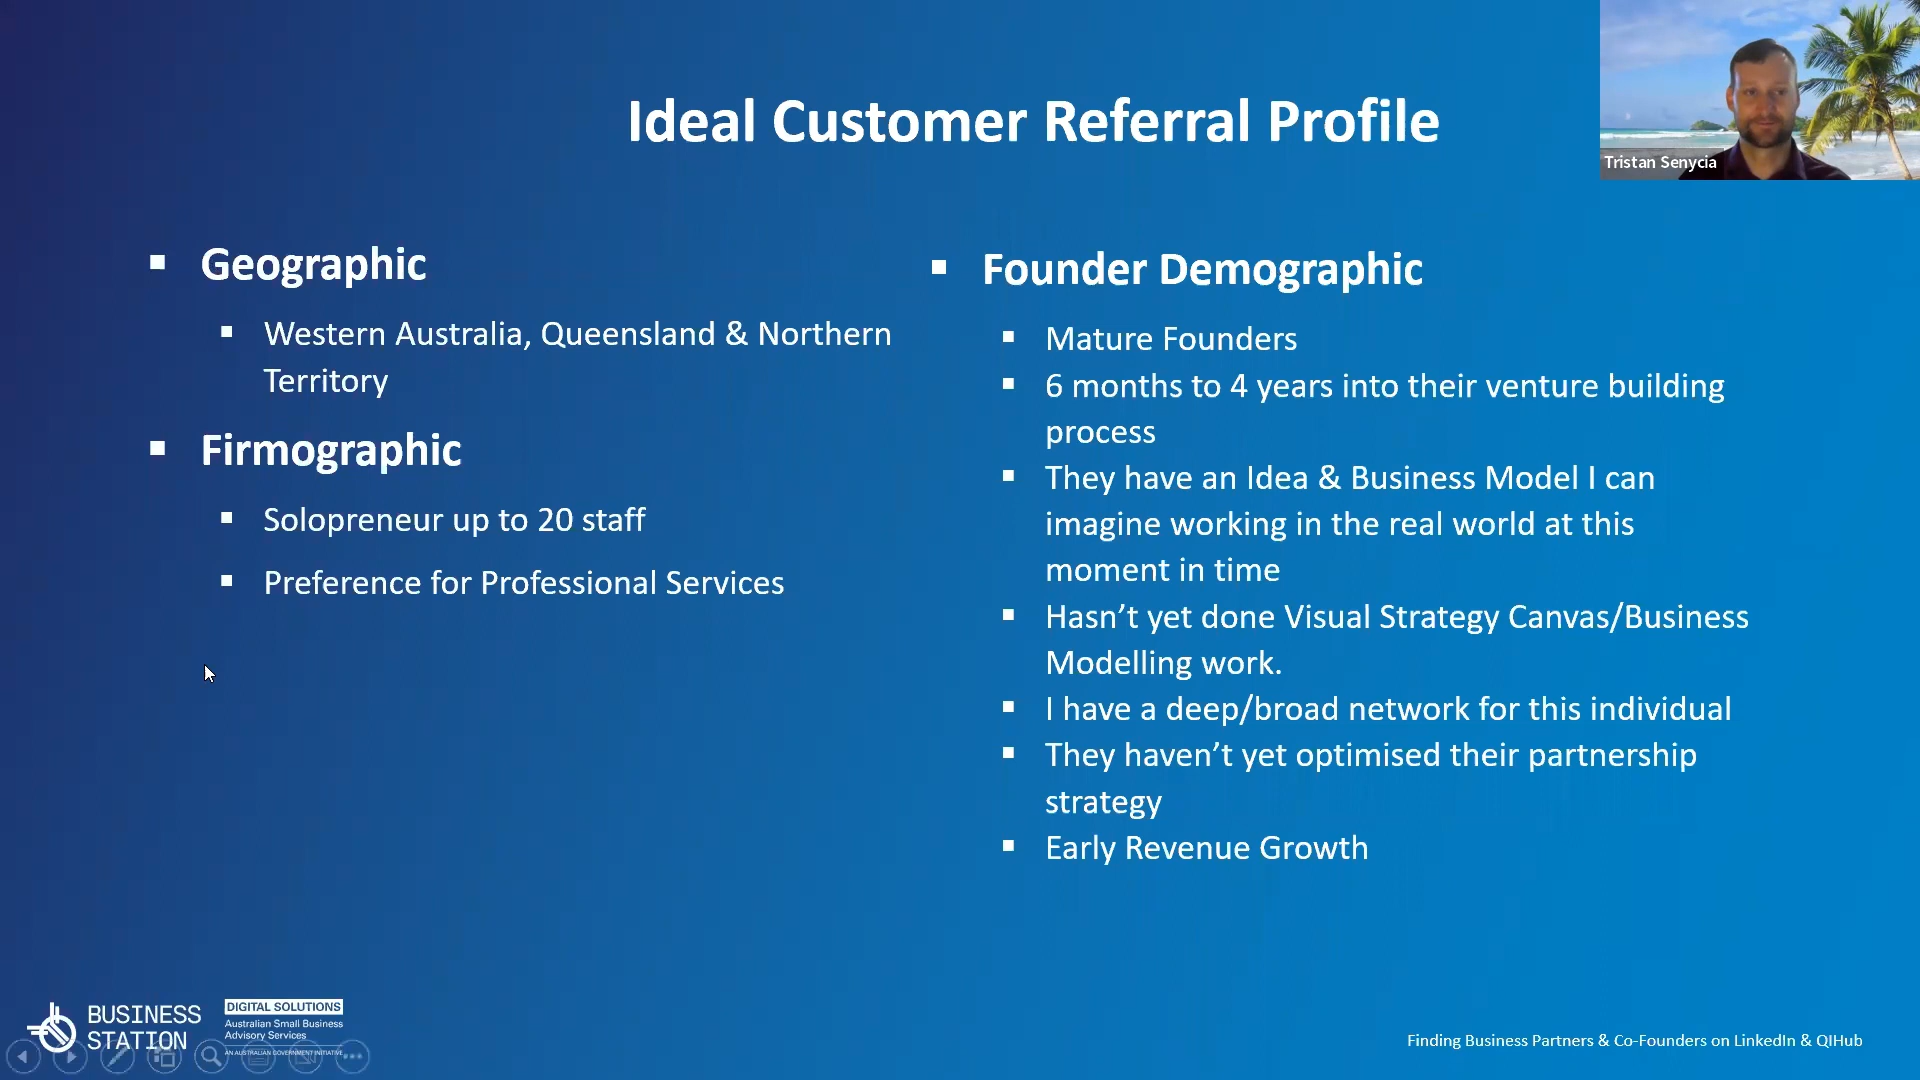 Ideal Customer Referral Profile
Tristan Senycia
Geographic
Western Australia, Queensland & Northern
Territory
Firmographic
Solopreneur up to 20 staff
Preference for Professional Services
Founder Demographic
Mature Founders
6 months to 4 years into their venture building
process
They have an Idea & Business Model I can
imagine working in the real world at this
moment in time
Hasn’t yet done Visual Strategy Canvas/Business
Modelling work.
I have a deep/broad network for this individual
They haven’t yet optimised their partnership
strategy
Early Revenue Growth
BUSINESS
STATION
DIGITAL SOLUTIONS
Australian Small Business
Advisory Services
AN AUSTRALIAN GOVERNMENT INITIATIVE
Finding Business Partners & Co-Founders on LinkedIn & QIHub